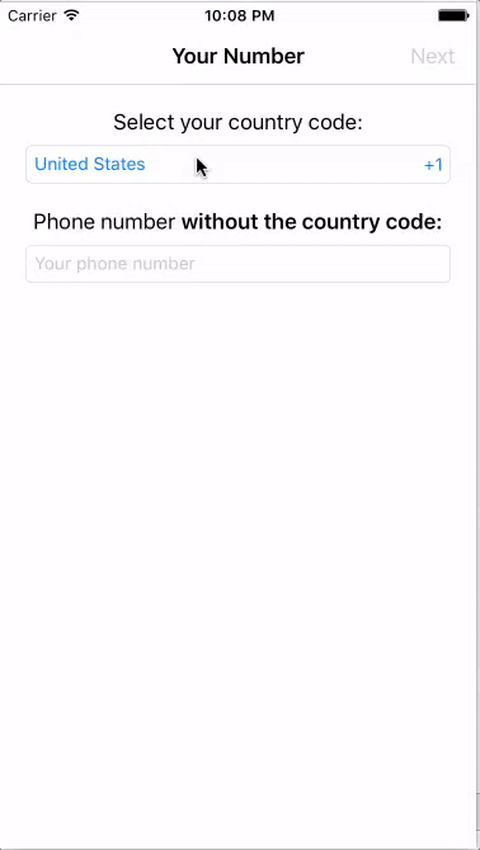 Carrier 10:08 PM
Your Number Next
Select your country code:
United States +1
Phone number without the country code:
Your phone number